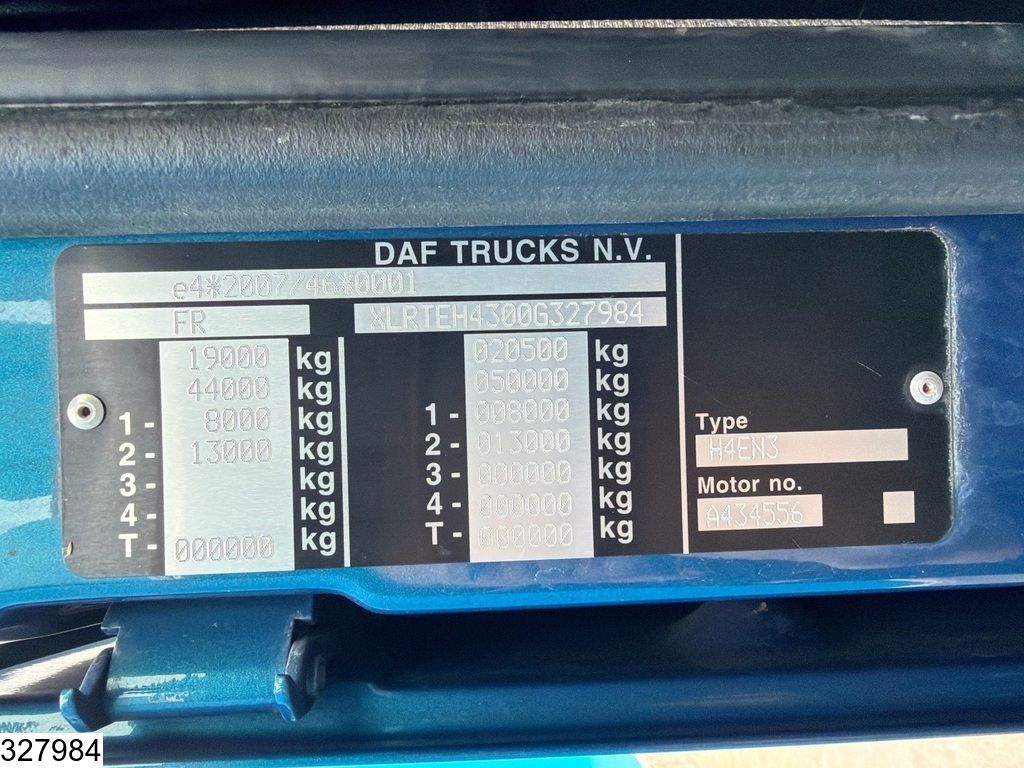 DAF TRUCKS N.V.
e4*2007/46*0001
FR XLRTEH4300G327984
19000 kg 020500 kg
44000 kg 050000 kg
1- 8000 kg 1- 008000 kg
2- 13000 kg 2- 013000 kg
3- kg 3- 000000 kg
4- kg 4- 000000 kg
T- 000000 kg T- 000000 kg
Type
H4EN3
Motor no.
A434556
327984